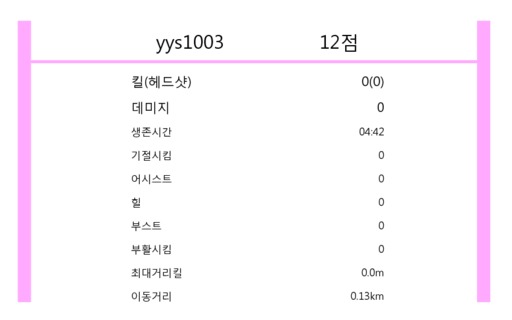 yys1003 12점
킬(헤드샷) 0(0)
데미지 0
생존시간 04:42
기절시킴 0
어시스트 0
힐 0
부스트 0
부활시킴 0
최대거리킬 0.0m
이동거리 0.13km